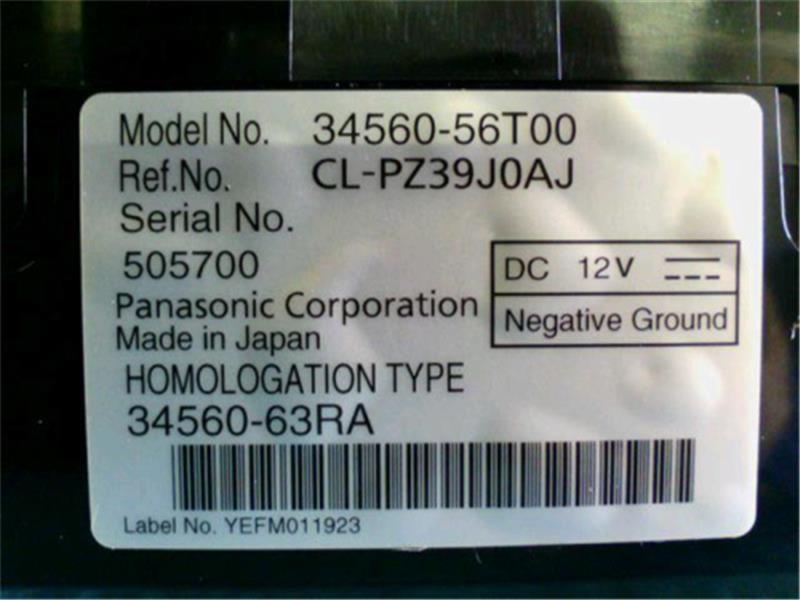 Model No. 34560-56T00
Ref.No. CL-PZ39J0AJ
Serial No.
505700
DC 12V
Panasonic Corporation
Negative Ground
Made in Japan
HOMOLOGATION TYPE
34560-63RA
Label No. YEFM011923